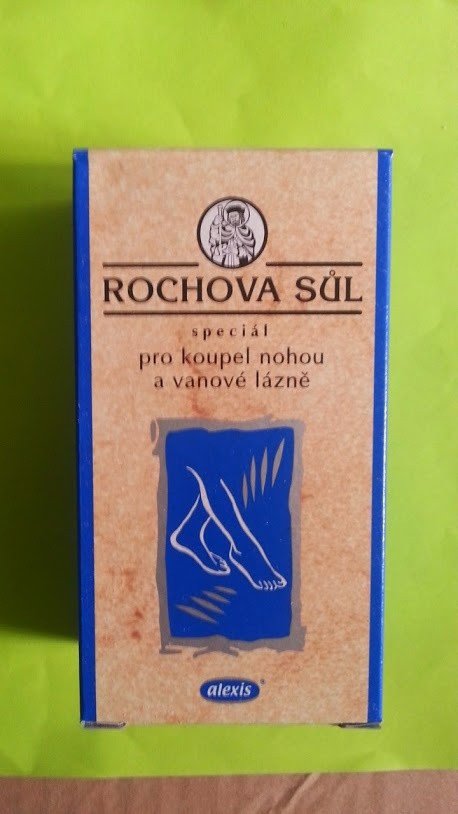 ROCHOVA SŮL
speciál
pro koupel nohou
a vanové lázně
alexis ®